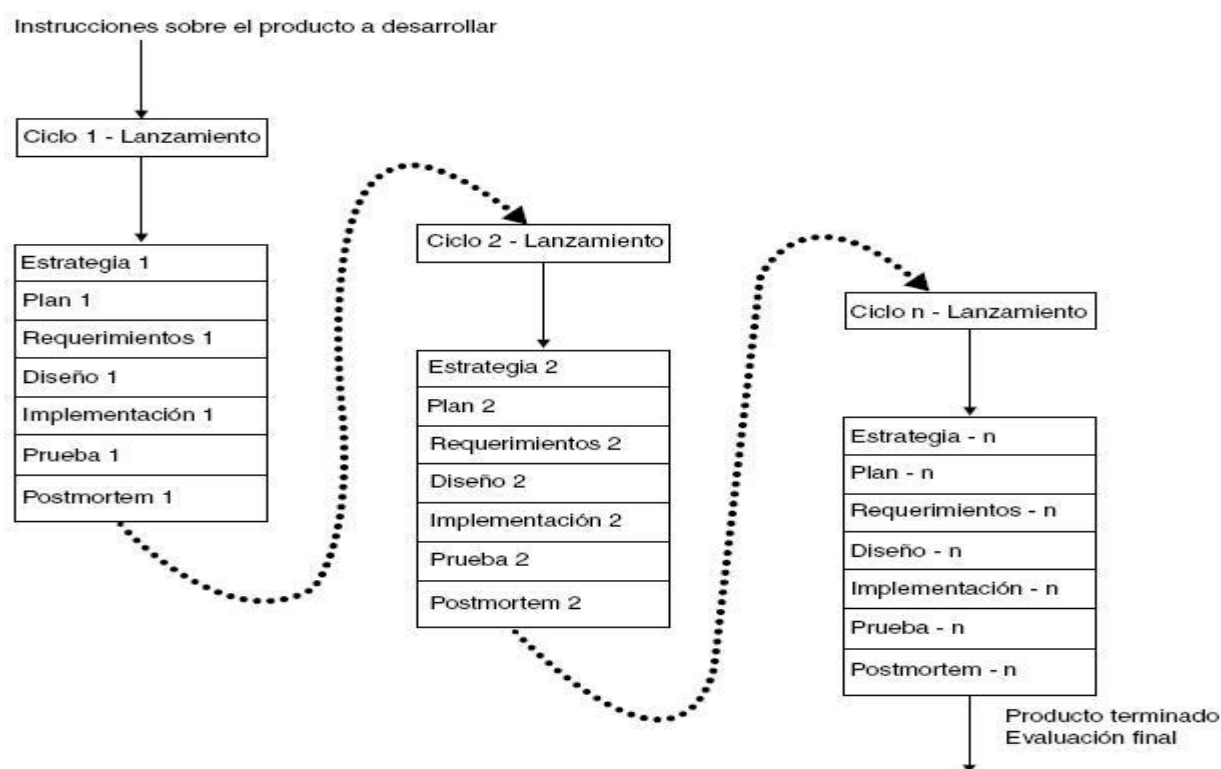 Instrucciones sobre el producto a desarrollar
Ciclo 1 - Lanzamiento
Estrategia 1
Plan 1
Requerimientos 1
Diseño 1
Implementación 1
Prueba 1
Postmortem 1
Ciclo 2 - Lanzamiento
Estrategia 2
Plan 2
Requerimientos 2
Diseño 2
Implementación 2
Prueba 2
Postmortem 2
Ciclo n - Lanzamiento
Estrategia - n
Plan - n
Requerimientos - n
Diseño - n
Implementación - n
Prueba - n
Postmortem - n
Producto terminado
Evaluación final